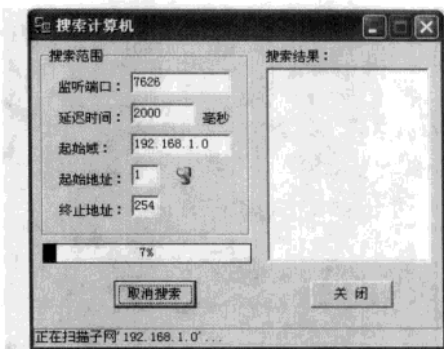 搜索计算机
搜索范围
监听端口：7626
延迟时间：2000 毫秒
起始域：192.168.1.0
起始地址：1
终止地址：254
7%
取消搜索
搜索结果：
关 闭
正在扫描子网'192.168.1.0'...